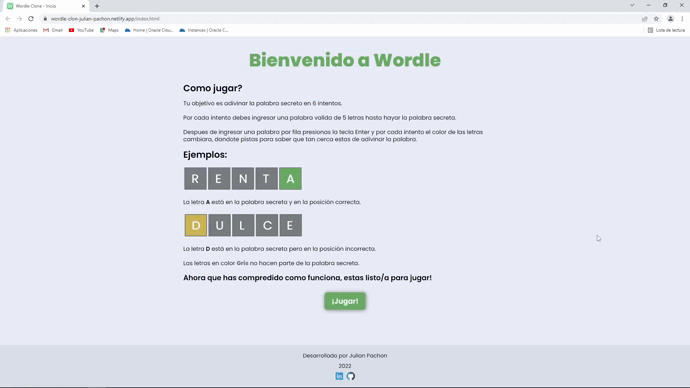 Wordle Clone - Inicio
wordle-clon-julian-pachon.netlify.app/index.html
Aplicaciones Gmail YouTube Maps Home | Oracle Clou... Instances | Oracle C... Lista de lectura
Bienvenido a Wordle
Como jugar?
Tu objetivo es adivinar la palabra secreta en 6 intentos.
Por cada intento debes ingresar una palabra valida de 5 letras hasta hayar la palabra secreta.
Despues de ingresar una palabra por fila presionas la tecla Enter y por cada intento el color de las letras
cambiara, dandote pistas para saber que tan cerca estas de adivinar la palabra.
Ejemplos:
R E N T A
La letra A está en la palabra secreta y en la posición correcta.
D U L C E
La letra D está en la palabra secreta pero en la posición incorrecta.
Las letras en color Gris no hacen parte de la palabra secreta.
Ahora que has compredido como funciona, estas listo/a para jugar!
¡Jugar!
Desarrollado por Julian Pachon
2022
in